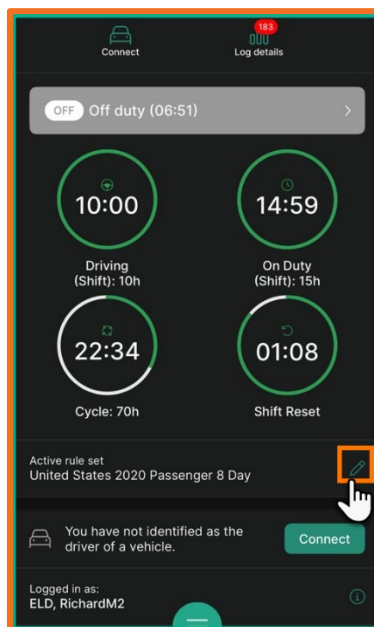 183
Connect
Log details
OFF Off duty (06:51)
10:00
14:59
Driving
(Shift): 10h
On Duty
(Shift): 15h
22:34
01:08
Cycle: 70h
Shift Reset
Active rule set
United States 2020 Passenger 8 Day
You have not identified as the
driver of a vehicle.
Connect
Logged in as:
ELD, RichardM2